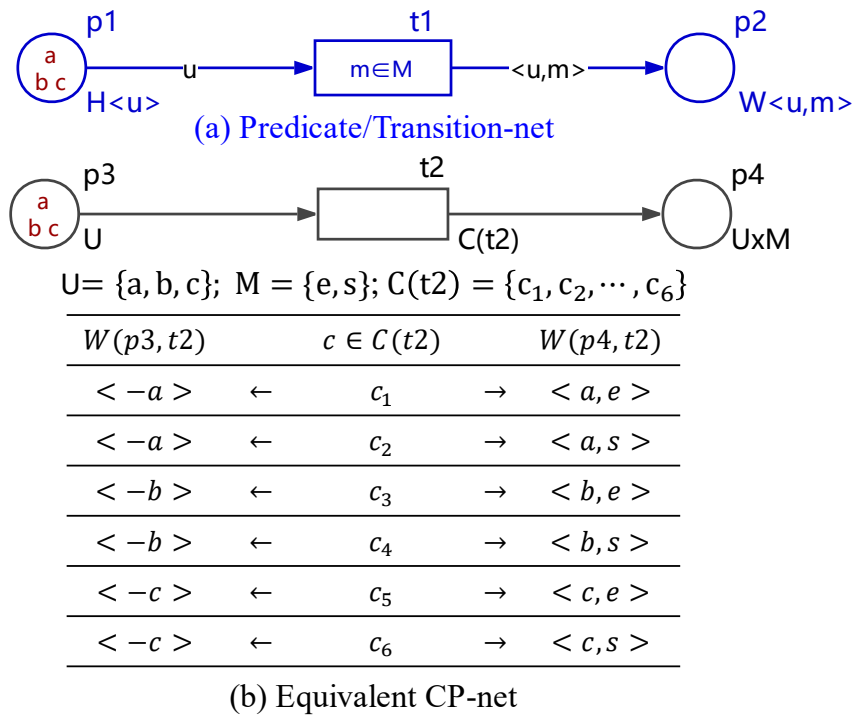 p1 t1 p2
a
b c
u m∈M <u,m>
H<u> W<u,m>
(a) Predicate/Transition-net
p3 t2 p4
a
b c
U C(t2) UxM
U= {a, b, c}; M = {e, s}; C(t2) = {c₁, c₂, ⋯ , c₆}
W(p3, t2) c ∈ C(t2) W(p4, t2)
< −a > ← c₁ → < a, e >
< −a > ← c₂ → < a, s >
< −b > ← c₃ → < b, e >
< −b > ← c₄ → < b, s >
< −c > ← c₅ → < c, e >
< −c > ← c₆ → < c, s >
(b) Equivalent CP-net